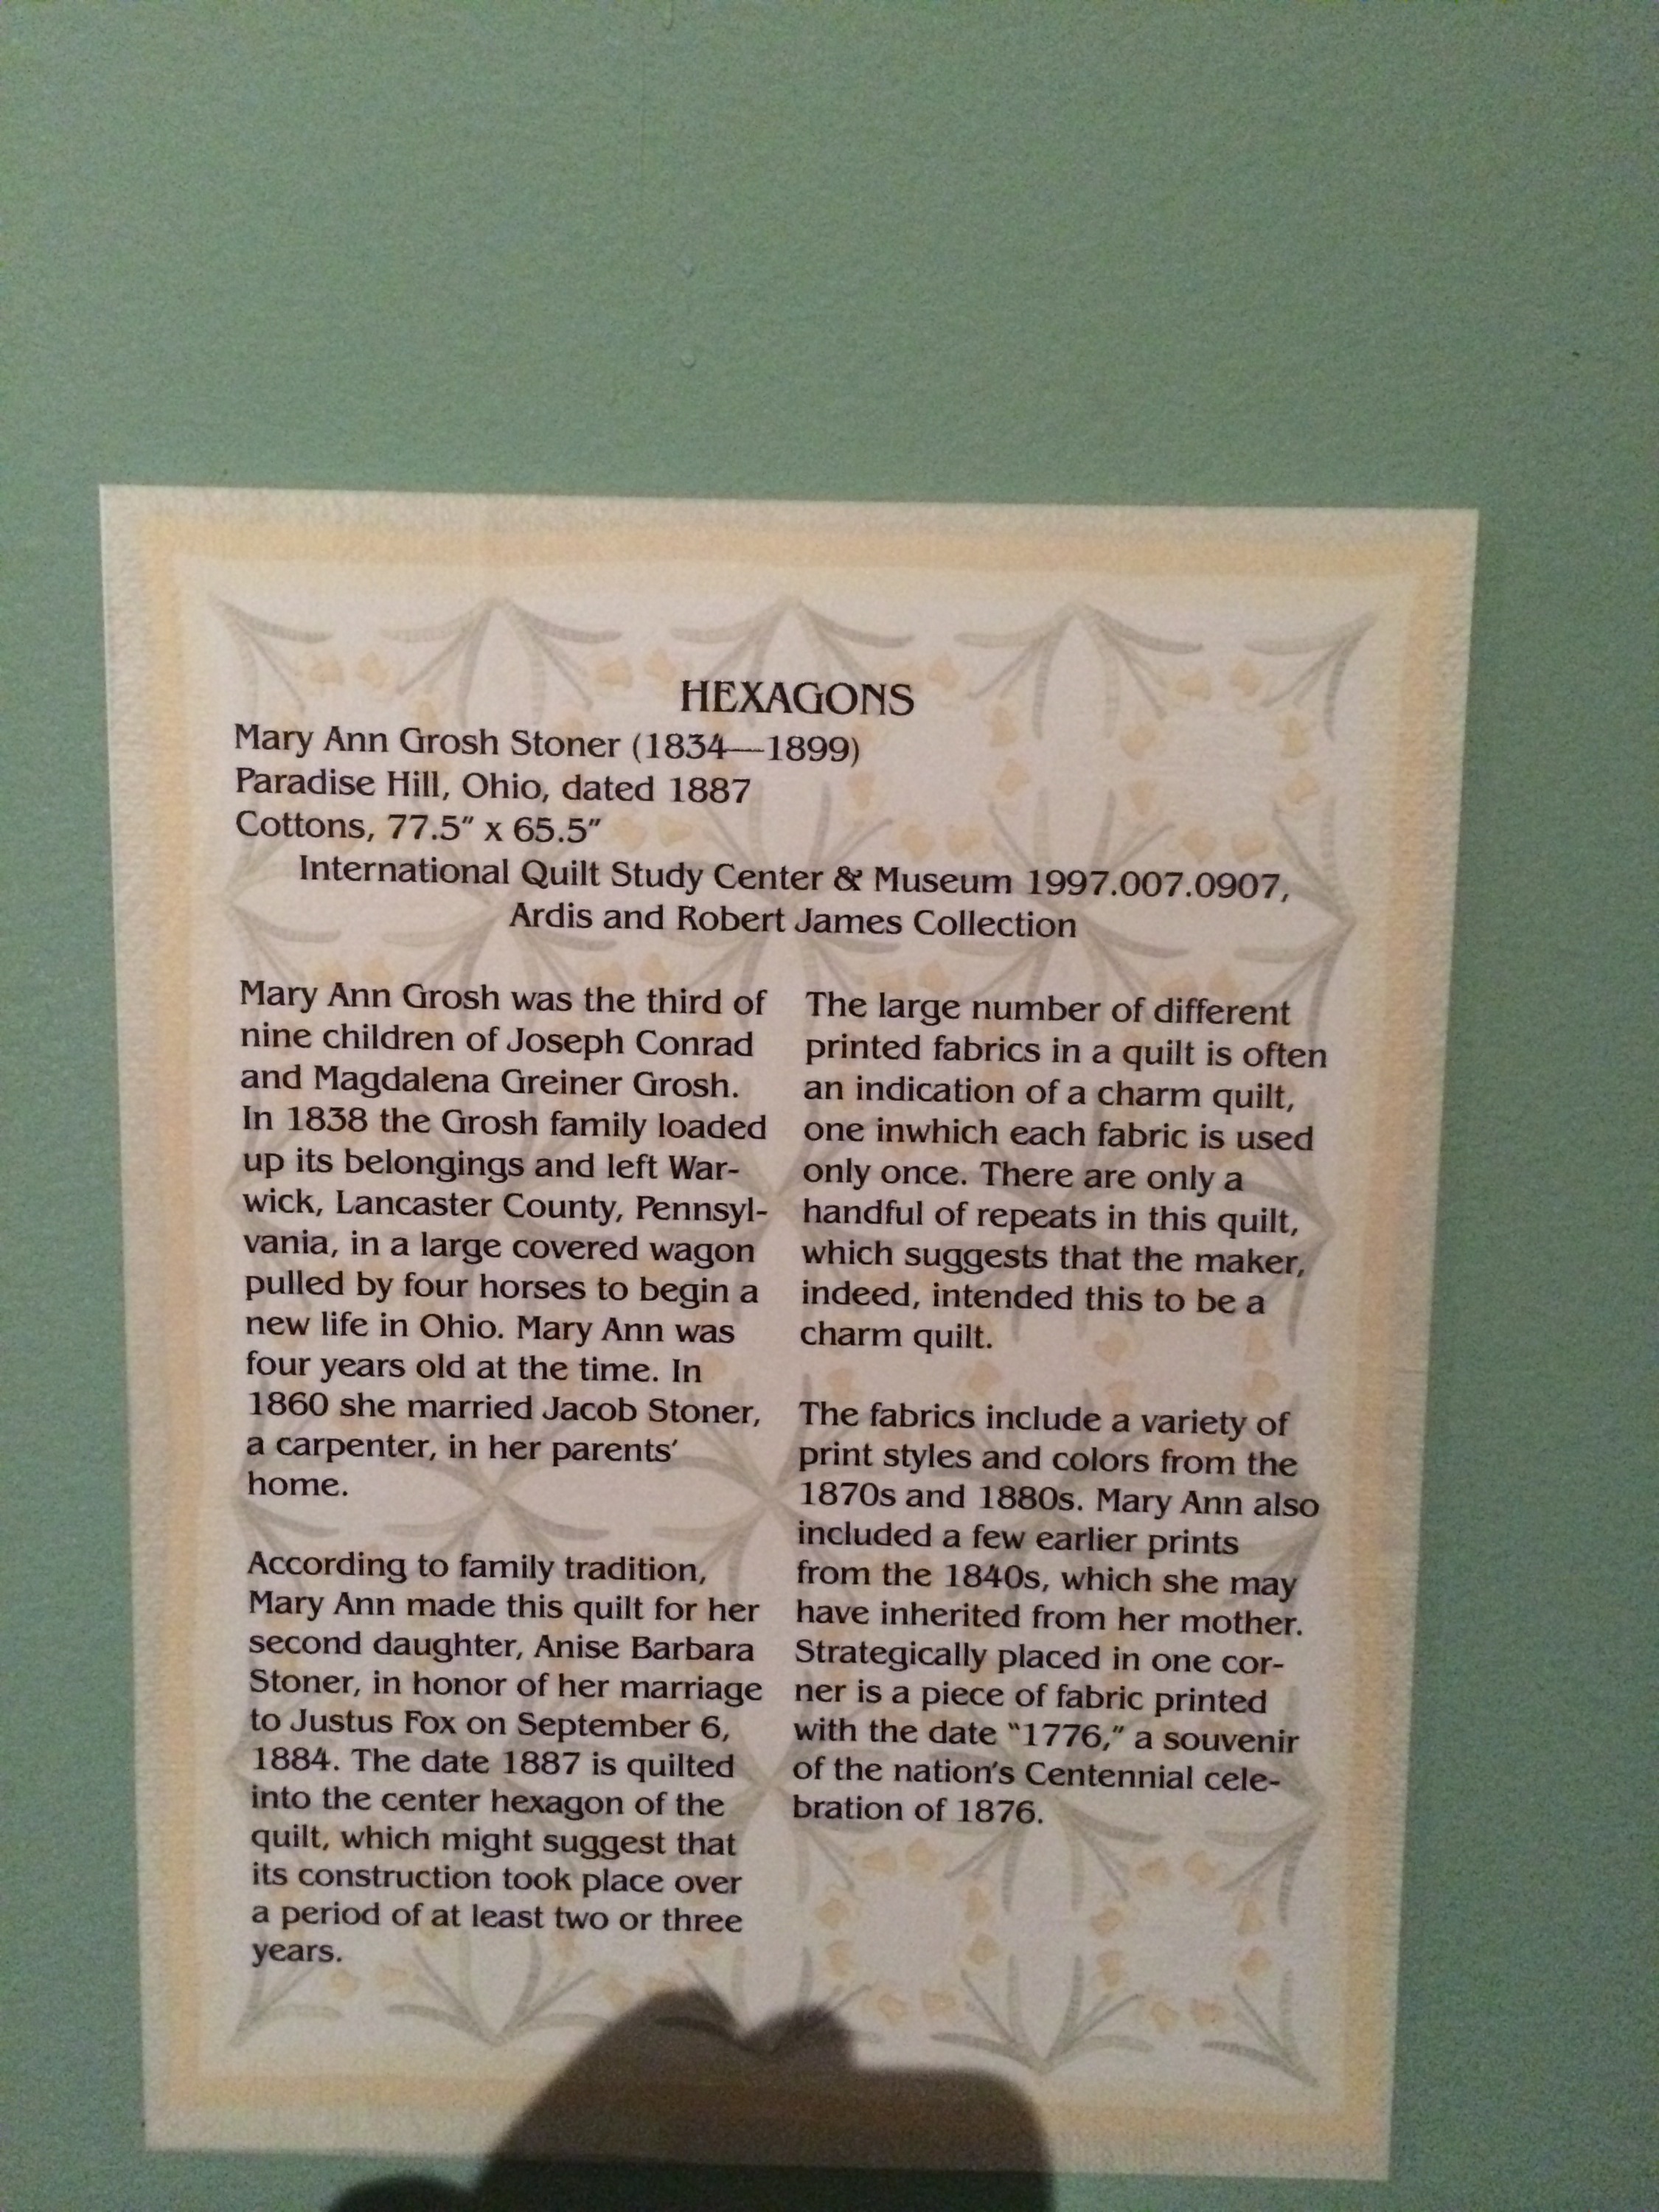 HEXAGONS
Mary Ann Grosh Stoner (1834—1899)
Paradise Hill, Ohio, dated 1887
Cottons, 77.5" x 65.5"
International Quilt Study Center & Museum 1997.007.0907,
Ardis and Robert James Collection
Mary Ann Grosh was the third of
nine children of Joseph Conrad
and Magdalena Greiner Grosh.
In 1838 the Grosh family loaded
up its belongings and left War-
wick, Lancaster County, Pennsyl-
vania, in a large covered wagon
pulled by four horses to begin a
new life in Ohio. Mary Ann was
four years old at the time. In
1860 she married Jacob Stoner,
a carpenter, in her parents'
home.
According to family tradition,
Mary Ann made this quilt for her
second daughter, Anise Barbara
Stoner, in honor of her marriage
to Justus Fox on September 6,
1884. The date 1887 is quilted
into the center hexagon of the
quilt, which might suggest that
its construction took place over
a period of at least two or three
years.
The large number of different
printed fabrics in a quilt is often
an indication of a charm quilt,
one inwhich each fabric is used
only once. There are only a
handful of repeats in this quilt,
which suggests that the maker,
indeed, intended this to be a
charm quilt.
The fabrics include a variety of
print styles and colors from the
1870s and 1880s. Mary Ann also
included a few earlier prints
from the 1840s, which she may
have inherited from her mother.
Strategically placed in one cor-
ner is a piece of fabric printed
with the date “1776,” a souvenir
of the nation's Centennial cele-
bration of 1876.